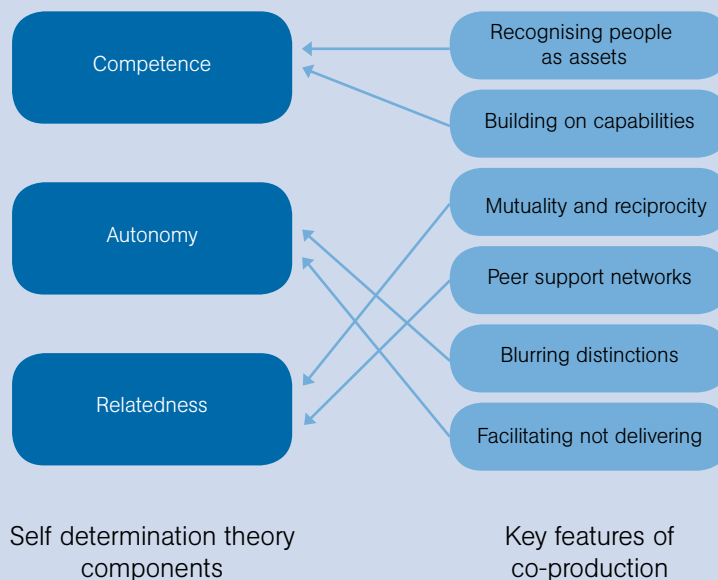 Competence
Autonomy
Relatedness
Self determination theory
components
Recognising people
as assets
Building on capabilities
Mutuality and reciprocity
Peer support networks
Blurring distinctions
Facilitating not delivering
Key features of
co-production